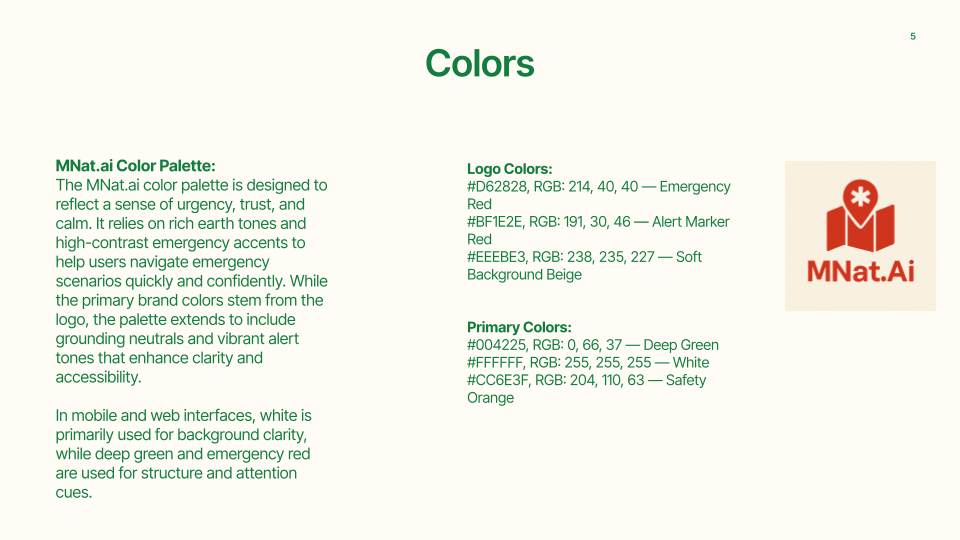 5
Colors
MNat.ai Color Palette:
The MNat.ai color palette is designed to
reflect a sense of urgency, trust, and
calm. It relies on rich earth tones and
high-contrast emergency accents to
help users navigate emergency
scenarios quickly and confidently. While
the primary brand colors stem from the
logo, the palette extends to include
grounding neutrals and vibrant alert
tones that enhance clarity and
accessibility.
In mobile and web interfaces, white is
primarily used for background clarity,
while deep green and emergency red
are used for structure and attention
cues.
Logo Colors:
#D62828, RGB: 214, 40, 40 — Emergency
Red
#BF1E2E, RGB: 191, 30, 46 — Alert Marker
Red
#EEEBE3, RGB: 238, 235, 227 — Soft
Background Beige
Primary Colors:
#004225, RGB: 0, 66, 37 — Deep Green
#FFFFFF, RGB: 255, 255, 255 — White
#CC6E3F, RGB: 204, 110, 63 — Safety
Orange
MNat.Ai